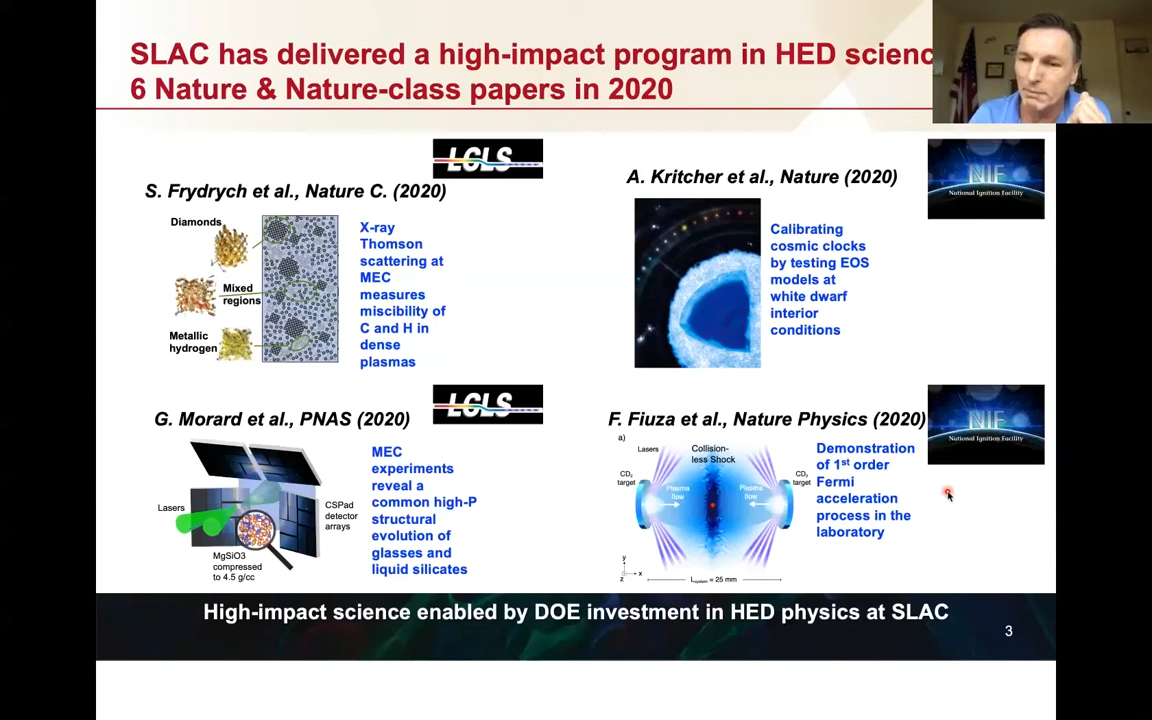 SLAC has delivered a high-impact program in HED scienc
6 Nature & Nature-class papers in 2020
LCLS
S. Frydrych et al., Nature C. (2020)
Diamonds
Mixed
regions
Metallic
hydrogen
X-ray
Thomson
scattering at
MEC
measures
miscibility of
C and H in
dense
plasmas
A. Kritcher et al., Nature (2020)
NIF
National Ignition Facility
Calibrating
cosmic clocks
by testing EOS
models at
white dwarf
interior
conditions
LCLS
G. Morard et al., PNAS (2020)
Lasers
CSPad
detector
arrays
MgSiO3
compressed
to 4.5 g/cc
MEC
experiments
reveal a
common high-P
structural
evolution of
glasses and
liquid silicates
F. Fiuza et al., Nature Physics (2020)
NIF
National Ignition Facility
a)
Lasers
Collision-
less Shock
CD₂
target
Plasma
flow
Plasma
flow
CD₂
target
y
z
x
Lsystem = 25 mm
Demonstration
of 1st order
Fermi
acceleration
process in the
laboratory
High-impact science enabled by DOE investment in HED physics at SLAC
3